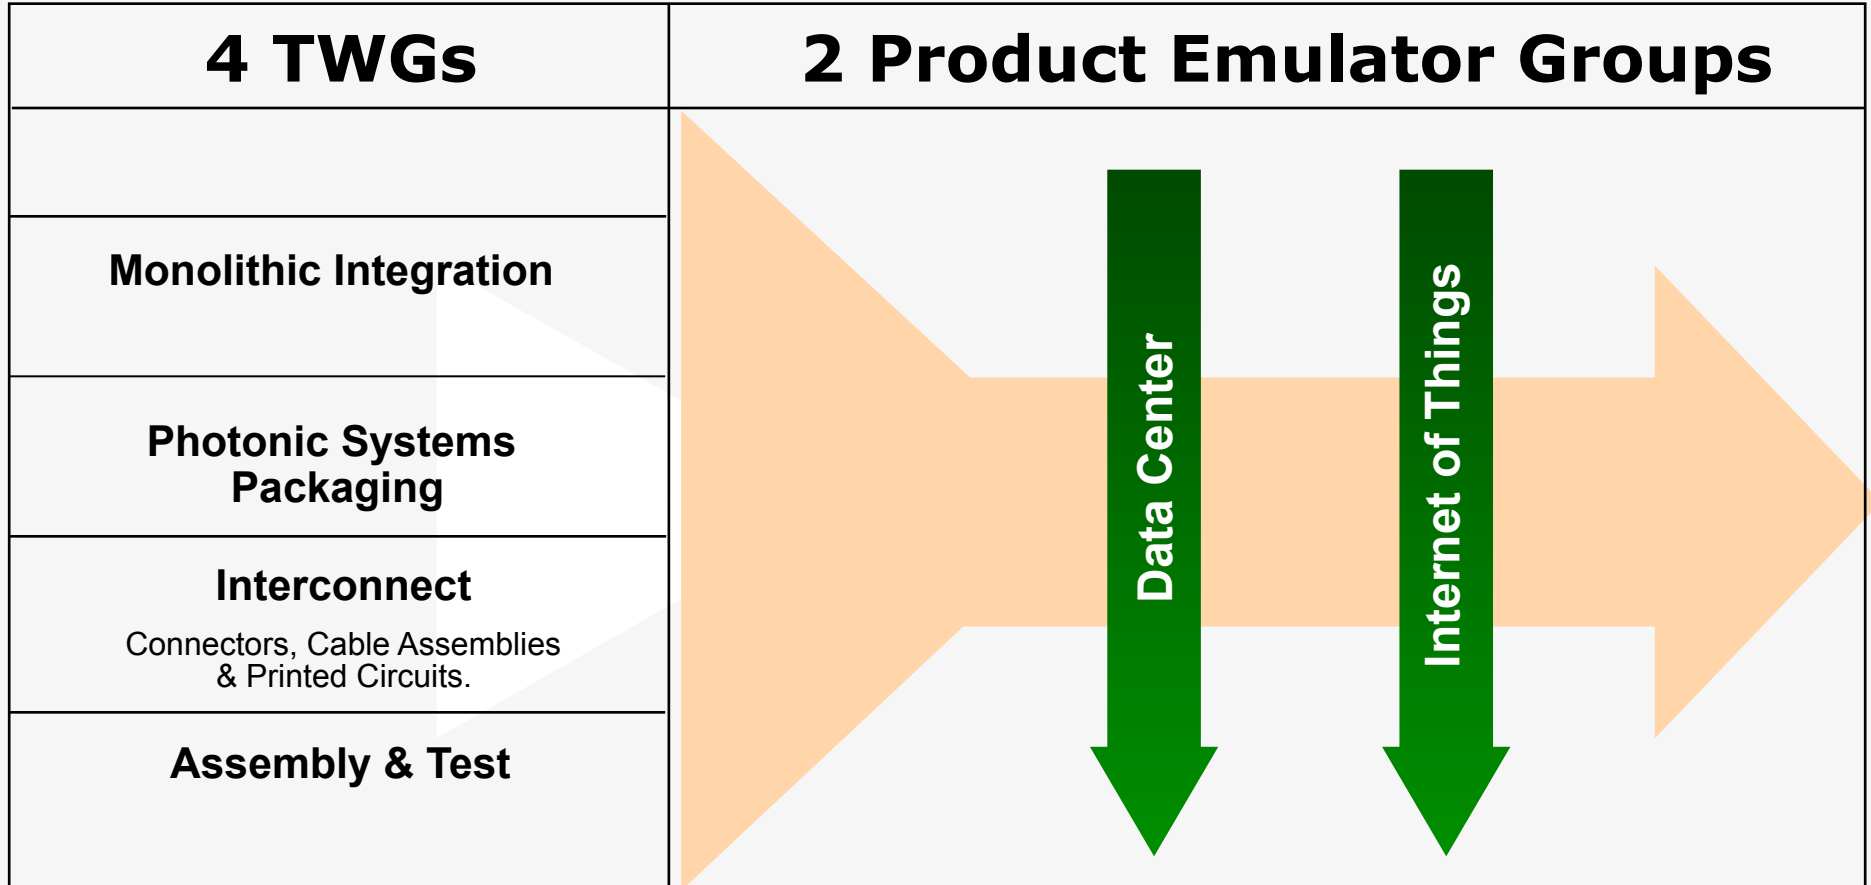 4 TWGs
2 Product Emulator Groups
Monolithic Integration
Photonic Systems
Packaging
Interconnect
Connectors, Cable Assemblies
& Printed Circuits.
Assembly & Test
Data Center
Internet of Things